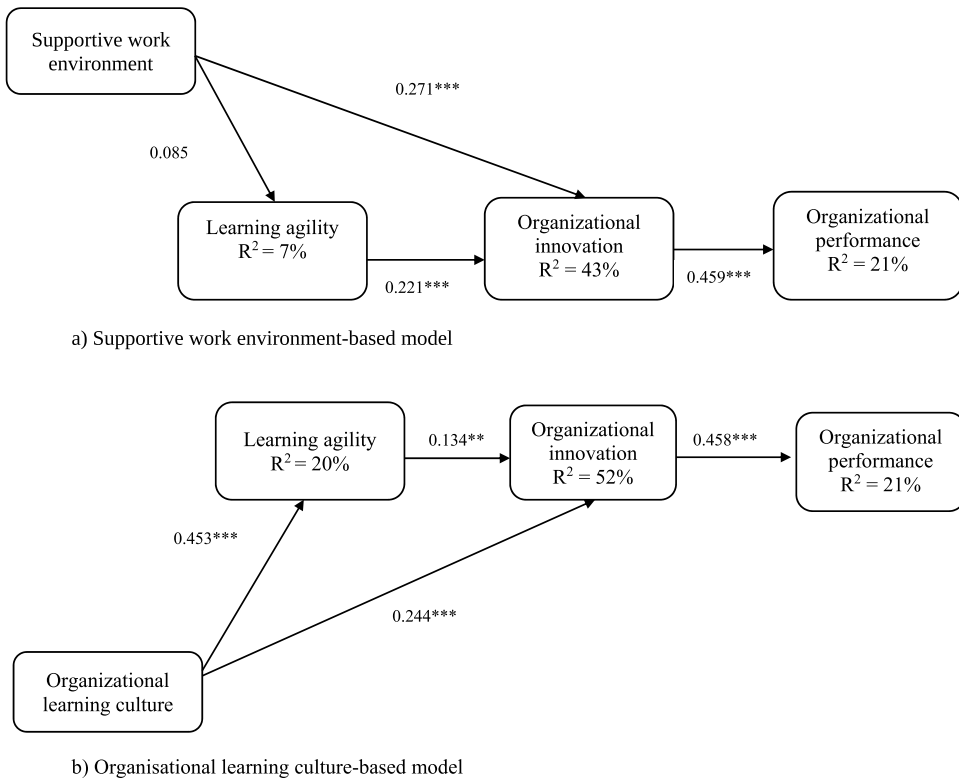 Supportive work
environment
0.271***
0.085
Learning agility
R² = 7%
0.221***
Organizational
innovation
R² = 43%
0.459***
Organizational
performance
R² = 21%
a) Supportive work environment-based model
Learning agility
R² = 20%
0.134**
Organizational
innovation
R² = 52%
0.458***
Organizational
performance
R² = 21%
0.453***
0.244***
Organizational
learning culture
b) Organisational learning culture-based model